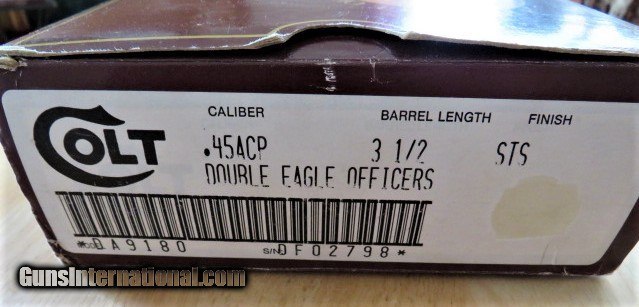 COLT
CALIBER BARREL LENGTH FINISH
.45ACP 3 1/2 STS
DOUBLE EAGLE OFFICERS
*DA9180 S/N DF02798*
GunsInternational.com